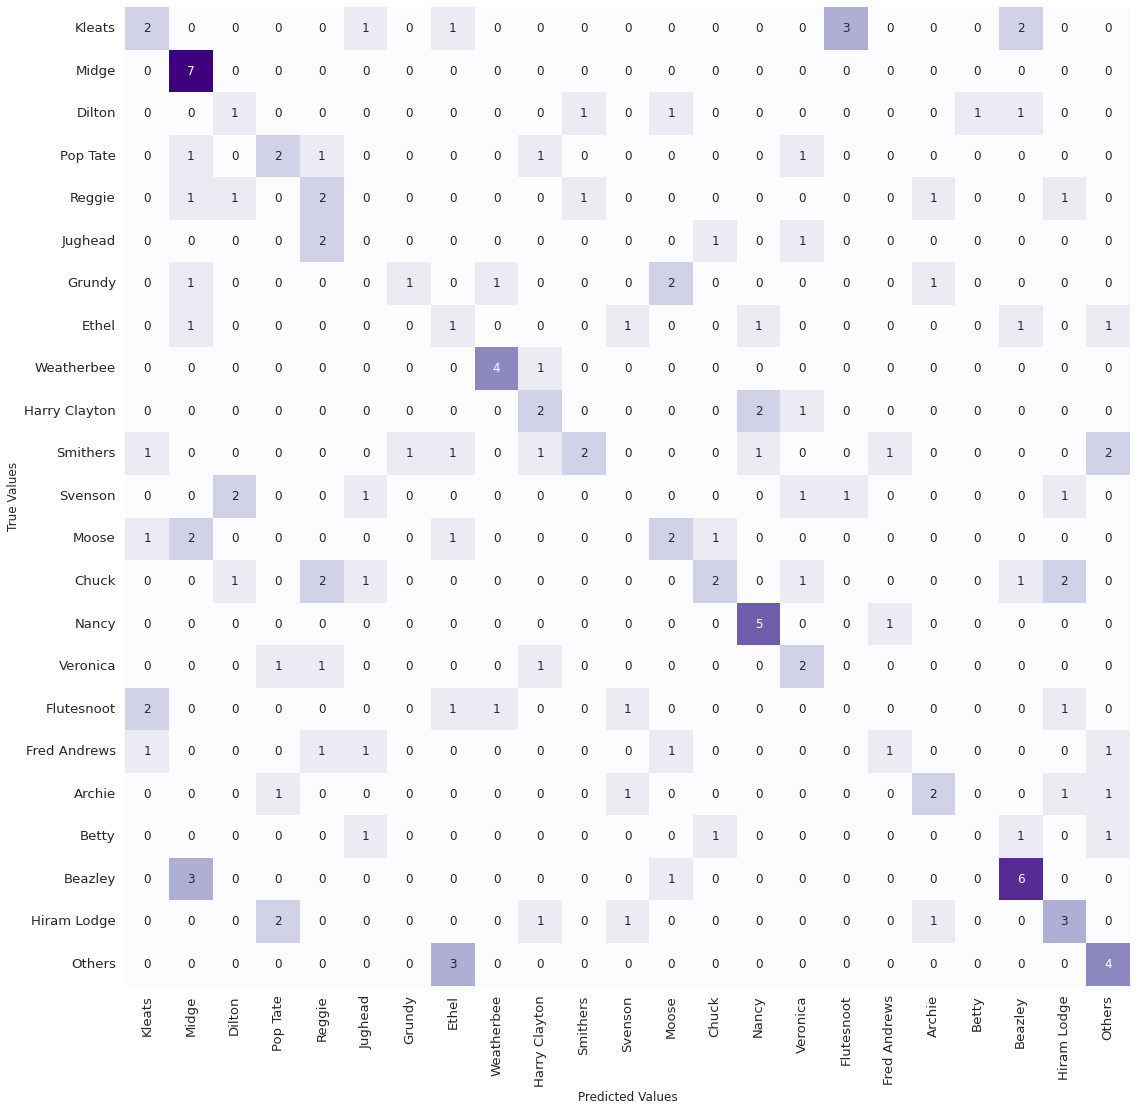 Kleats 2 0 0 0 0 1 0 1 0 0 0 0 0 0 0 0 3 0 0 0 2 0 0
Midge 0 7 0 0 0 0 0 0 0 0 0 0 0 0 0 0 0 0 0 0 0 0 0
Dilton 0 0 1 0 0 0 0 0 0 0 1 0 1 0 0 0 0 0 0 1 1 0 0
Pop Tate 0 1 0 2 1 0 0 0 0 1 0 0 0 0 0 1 0 0 0 0 0 0 0
Reggie 0 1 1 0 2 0 0 0 0 0 1 0 0 0 0 0 0 0 1 0 0 1 0
Jughead 0 0 0 0 2 0 0 0 0 0 0 0 0 1 0 1 0 0 0 0 0 0 0
Grundy 0 1 0 0 0 0 1 0 1 0 0 0 2 0 0 0 0 0 1 0 0 0 0
Ethel 0 1 0 0 0 0 0 1 0 0 0 1 0 0 1 0 0 0 0 0 1 0 1
Weatherbee 0 0 0 0 0 0 0 0 4 1 0 0 0 0 0 0 0 0 0 0 0 0 0
Harry Clayton 0 0 0 0 0 0 0 0 0 2 0 0 0 0 2 1 0 0 0 0 0 0 0
Smithers 1 0 0 0 0 0 1 1 0 1 2 0 0 0 1 0 0 1 0 0 0 0 2
Svenson 0 0 2 0 0 1 0 0 0 0 0 0 0 0 0 1 1 0 0 0 0 1 0
Moose 1 2 0 0 0 0 0 1 0 0 0 0 2 1 0 0 0 0 0 0 0 0 0
Chuck 0 0 1 0 2 1 0 0 0 0 0 0 0 2 0 1 0 0 0 0 1 2 0
Nancy 0 0 0 0 0 0 0 0 0 0 0 0 0 0 5 0 0 1 0 0 0 0 0
Veronica 0 0 0 1 1 0 0 0 0 1 0 0 0 0 0 2 0 0 0 0 0 0 0
Flutesnoot 2 0 0 0 0 0 0 1 1 0 0 1 0 0 0 0 0 0 0 0 0 1 0
Fred Andrews 1 0 0 0 1 1 0 0 0 0 0 0 1 0 0 0 0 1 0 0 0 0 1
Archie 0 0 0 1 0 0 0 0 0 0 0 1 0 0 0 0 0 0 2 0 0 1 1
Betty 0 0 0 0 0 1 0 0 0 0 0 0 0 1 0 0 0 0 0 0 1 0 1
Beazley 0 3 0 0 0 0 0 0 0 0 0 0 1 0 0 0 0 0 0 0 6 0 0
Hiram Lodge 0 0 0 2 0 0 0 0 0 1 0 1 0 0 0 0 0 0 1 0 0 3 0
Others 0 0 0 0 0 0 0 3 0 0 0 0 0 0 0 0 0 0 0 0 0 0 4
True Values
Kleats Midge Dilton Pop Tate Reggie Jughead Grundy Ethel Weatherbee Harry Clayton Smithers Svenson Moose Chuck Nancy Veronica Flutesnoot Fred Andrews Archie Betty Beazley Hiram Lodge Others
Predicted Values